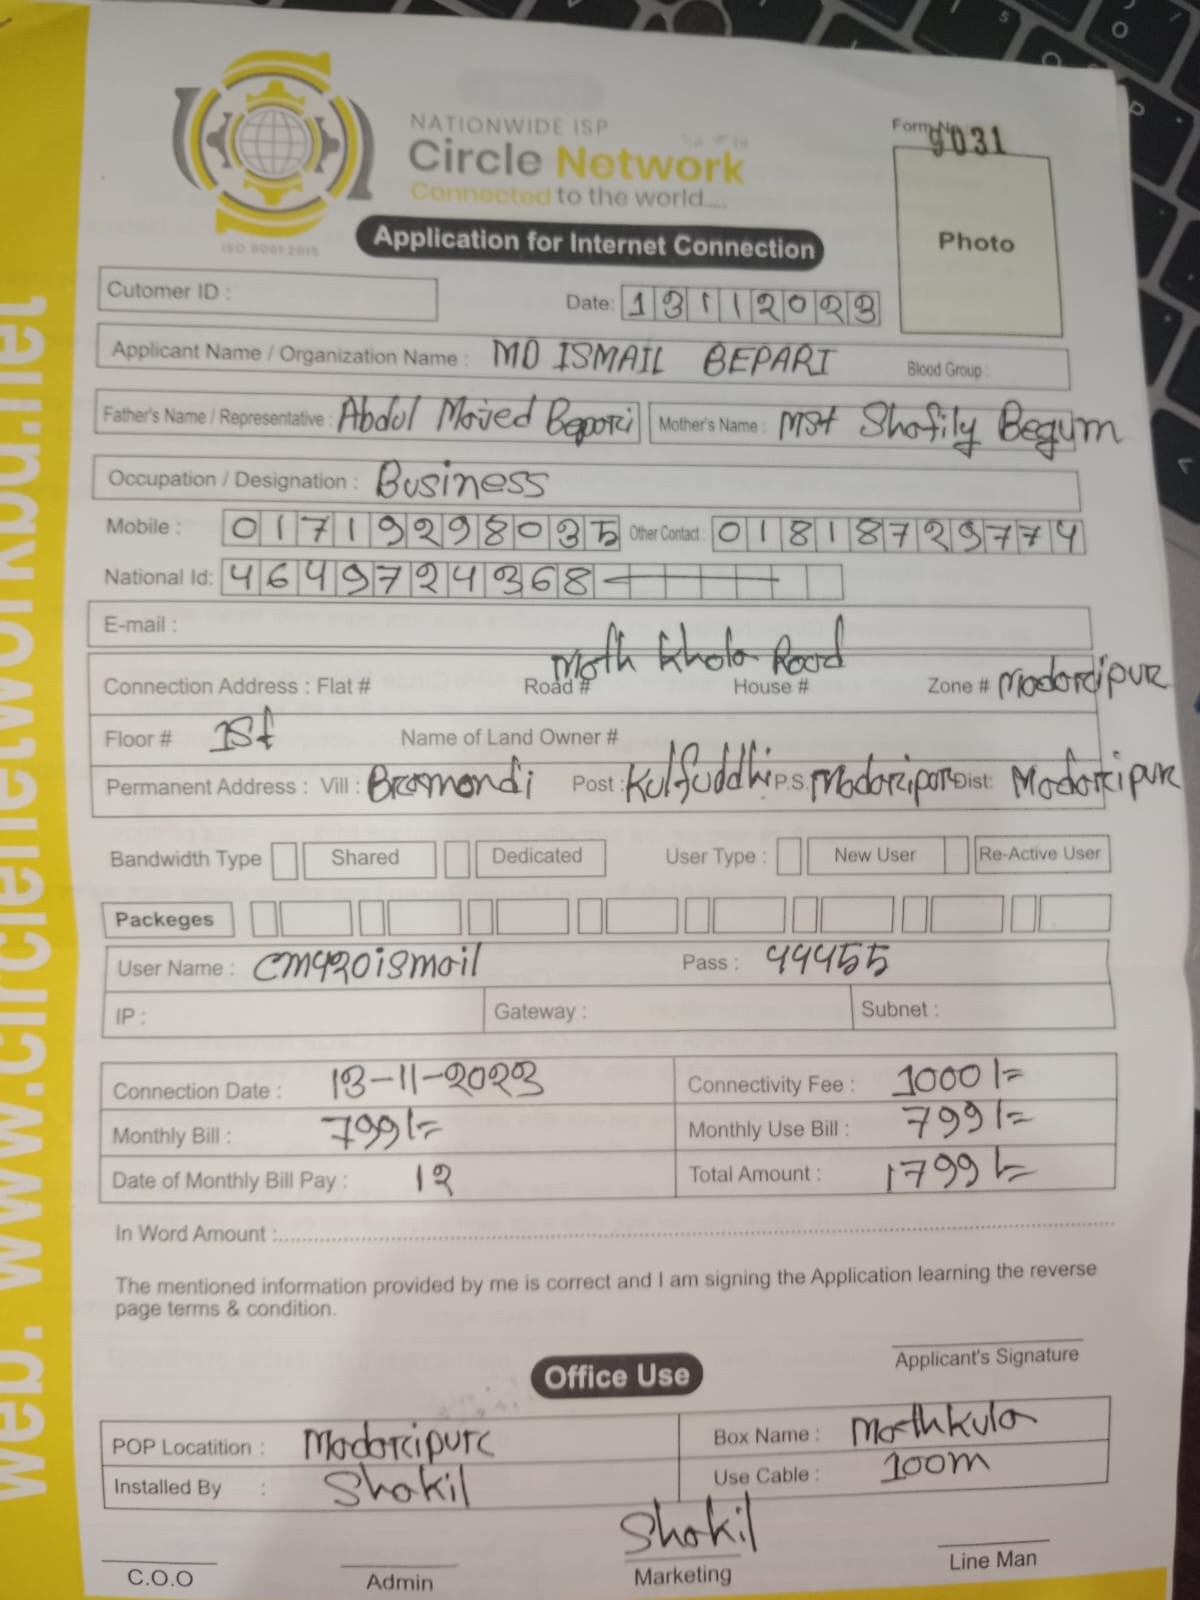 NATIONWIDE ISP
Circle Network
Connected to the world.....
ISO 9001:2015
Form No. 9031
Photo
Application for Internet Connection
Cutomer ID :
Date: 13112023
Applicant Name / Organization Name : MD ISMAIL BEPARI Blood Group :
Father's Name / Representative : Abdul Majed Bepari Mother's Name : MST Shafily Begum
Occupation / Designation : Business
Mobile : 01719298035 Other Contact : 01818729774
National Id: 4649724368
E-mail :
Connection Address : Flat # Road # Moth Khola Road House # Zone # Madaripur
Floor # 1st Name of Land Owner #
Permanent Address : Vill : Bramondi Post : Kulfuddhi P.S. Madaripur Dist: Madaripur
Bandwidth Type Shared Dedicated User Type : New User Re-Active User
Packeges
User Name : cm420ismail Pass : 44455
IP : Gateway : Subnet :
Connection Date : 13-11-2023 Connectivity Fee : 1000/=
Monthly Bill : 799/= Monthly Use Bill : 799/=
Date of Monthly Bill Pay : 12 Total Amount : 1799/=
In Word Amount :
The mentioned information provided by me is correct and I am signing the Application learning the reverse
page terms & condition.
Applicant's Signature
Office Use
POP Locatition : Madaripur Box Name : Mathkula
Installed By : Shakil Use Cable : 100m
Shakil
C.O.O Admin Marketing Line Man
web: www.circlenetworkbd.net